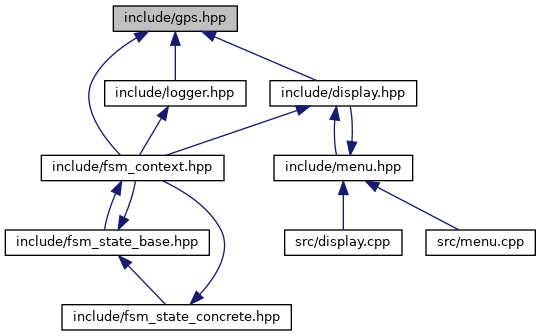 include/gps.hpp
include/logger.hpp
include/display.hpp
include/fsm_context.hpp
include/menu.hpp
include/fsm_state_base.hpp
src/display.cpp
src/menu.cpp
include/fsm_state_concrete.hpp